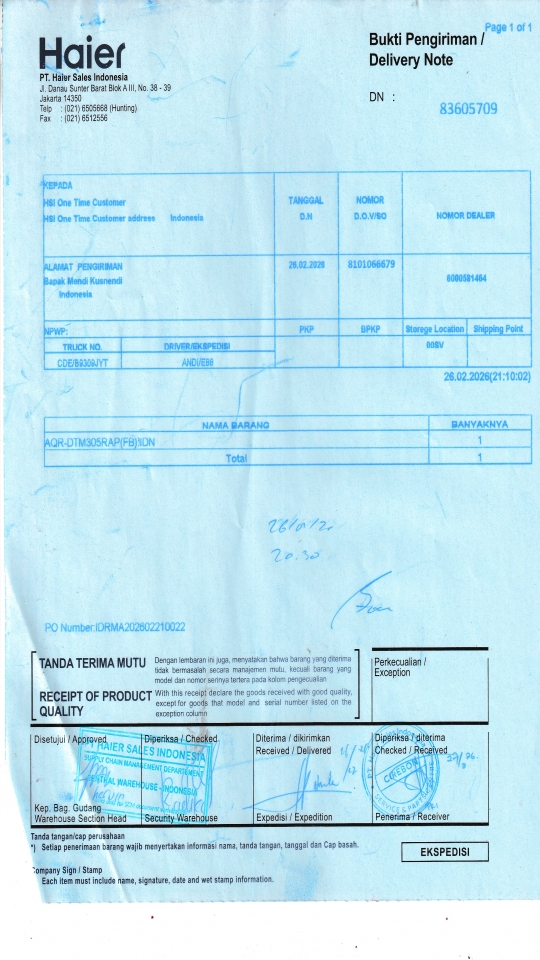 Page 1 of 1
Haier
PT. Haier Sales Indonesia
Jl. Danau Sunter Barat Blok A III, No. 38 - 39
Jakarta 14350
Telp : (021) 6505668 (Hunting)
Fax : (021) 6512556
Bukti Pengiriman /
Delivery Note
DN :
83605709
KEPADA
HSI One Time Customer
HSI One Time Customer address Indonesia
TANGGAL
D.N
NOMOR
D.O.V/SO
NOMOR DEALER
ALAMAT PENGIRIMAN
Bapak Mendi Kusnendi
Indonesia
26.02.2026
8101066679
NPWP:
PKP
BPKP
Storege Location
Shipping Point
TRUCK NO.
DRIVER/EKSPEDISI
00SV
CDE/B9309JYT
ANDI/E88
26.02.2026(21:10:02)
NAMA BARANG
BANYAKNYA
AQR-DTM305RAP(FB)\IDN
1
Total
1
20.30
PO Number:IDRMA202602210022
TANDA TERIMA MUTU
Dengan lembaran ini juga, menyatakan bahwa barang yang diterima
tidak bermasalah secara manajemen mutu, kecuali barang yang
model dan nomor serinya tertera pada kolom pengecualian
RECEIPT OF PRODUCT
QUALITY
With this receipt declare the goods received with good quality,
except for goods that model and serial number listed on the
exception column
Perkecualian /
Exception
Disetujui / Approved
Diperiksa / Checked
Diterima / dikirimkan
Received / Delivered
Diperiksa / diterima
Checked / Received
HAIER SALES INDONESIA
SUPPLY CHAIN MANAGEMENT DEPARTEMENT
CENTRAL WAREHOUSE - INDONESIA
CIREBON
Kep. Bag. Gudang
Warehouse Section Head
Security Warehouse
Expedisi / Expedition
Penerima / Receiver
Tanda tangan/cap perusahaan
*) Setiap penerimaan barang wajib menyertakan informasi nama, tanda tangan, tanggal dan Cap basah.
EKSPEDISI
Company Sign / Stamp
Each item must include name, signature, date and wet stamp information.